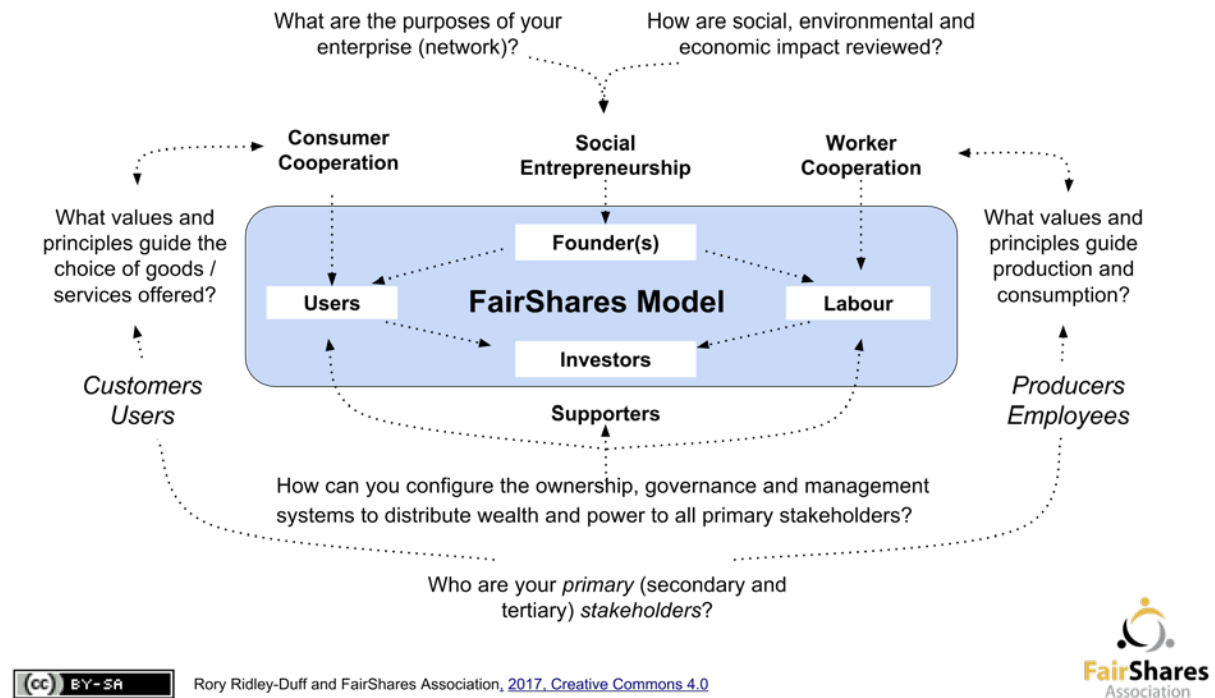 What are the purposes of your
enterprise (network)?
How are social, environmental and
economic impact reviewed?
Consumer
Cooperation
Social
Entrepreneurship
Worker
Cooperation
What values and
principles guide the
choice of goods /
services offered?
What values and
principles guide
production and
consumption?
Founder(s)
Users
FairShares Model
Labour
Investors
Customers
Users
Producers
Employees
Supporters
How can you configure the ownership, governance and management
systems to distribute wealth and power to all primary stakeholders?
Who are your primary (secondary and
tertiary) stakeholders?
FairShares
Association
(cc) BY-SA
Rory Ridley-Duff and FairShares Association, 2017, Creative Commons 4.0